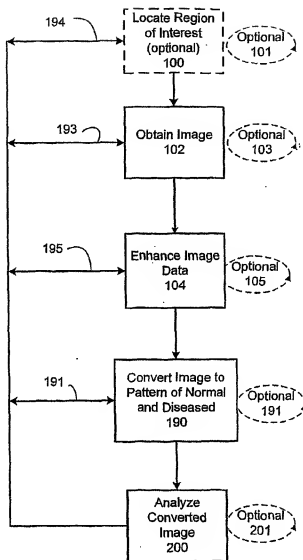 194
Locate Region
of Interest
(optional)
100
Optional
101
193
Obtain Image
102
Optional
103
195
Enhance Image
Data
104
Optional
105
191
Convert Image to
Pattern of Normal
and Diseased
190
Optional
191
Analyze
Converted
Image
200
Optional
201